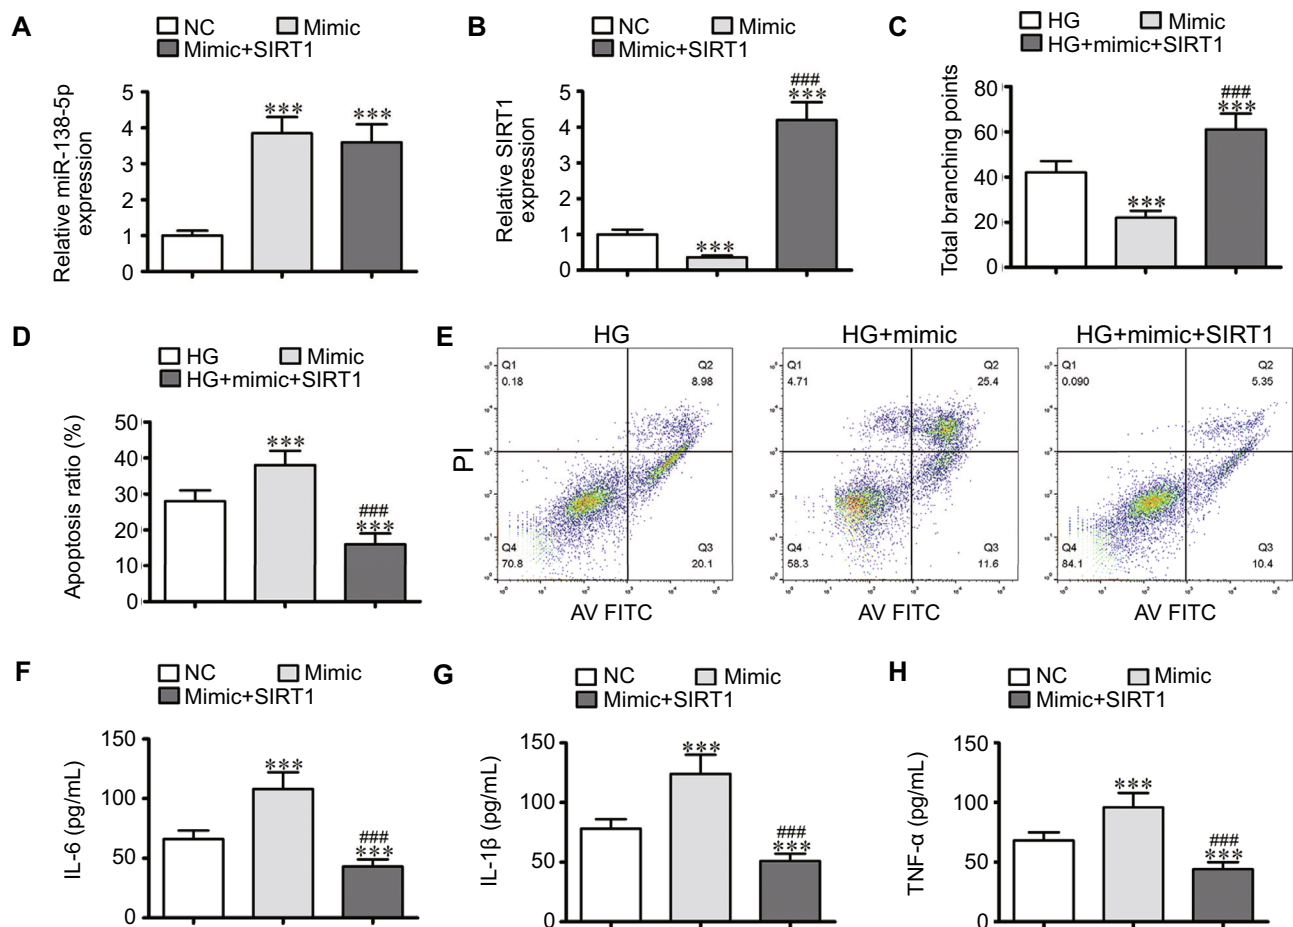 A
NC Mimic
Mimic+SIRT1
Relative miR-138-5p
expression
5
4
3
2
1
0
***
***
B
NC Mimic
Mimic+SIRT1
Relative SIRT1
expression
5
4
3
2
1
0
***
###
***
C
HG Mimic
HG+mimic+SIRT1
Total branching points
80
60
40
20
0
***
###
***
D
HG Mimic
HG+mimic+SIRT1
Apoptosis ratio (%)
50
40
30
20
10
0
***
###
***
E
HG
Q1
0.18
Q2
8.98
Q4
70.8
Q3
20.1
PI
AV FITC
HG+mimic
Q1
4.71
Q2
25.4
Q4
58.3
Q3
11.6
AV FITC
HG+mimic+SIRT1
Q1
0.090
Q2
5.35
Q4
84.1
Q3
10.4
AV FITC
F
NC Mimic
Mimic+SIRT1
IL-6 (pg/mL)
150
100
50
0
***
###
***
G
NC Mimic
Mimic+SIRT1
IL-1β (pg/mL)
150
100
50
0
***
###
***
H
NC Mimic
Mimic+SIRT1
TNF-α (pg/mL)
150
100
50
0
***
###
***